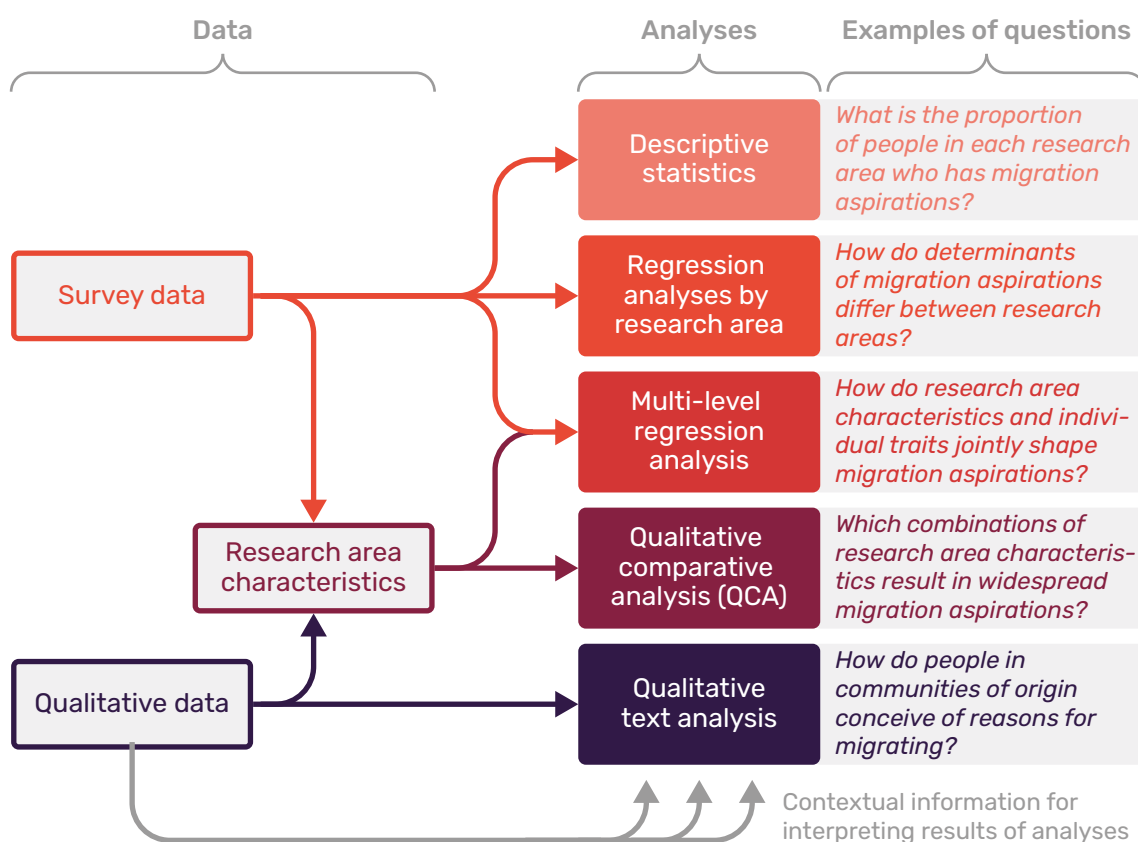 Data
Analyses
Examples of questions
Descriptive
statistics
What is the proportion
of people in each research
area who has migration
aspirations?
Survey data
Regression
analyses by
research area
How do determinants
of migration aspirations
differ between research
areas?
Multi-level
regression
analysis
How do research area
characteristics and indivi-
dual traits jointly shape
migration aspirations?
Research area
characteristics
Qualitative
comparative
analysis (QCA)
Which combinations of
research area characteris-
tics result in widespread
migration aspirations?
Qualitative data
Qualitative
text analysis
How do people in
communities of origin
conceive of reasons for
migrating?
Contextual information for
interpreting results of analyses